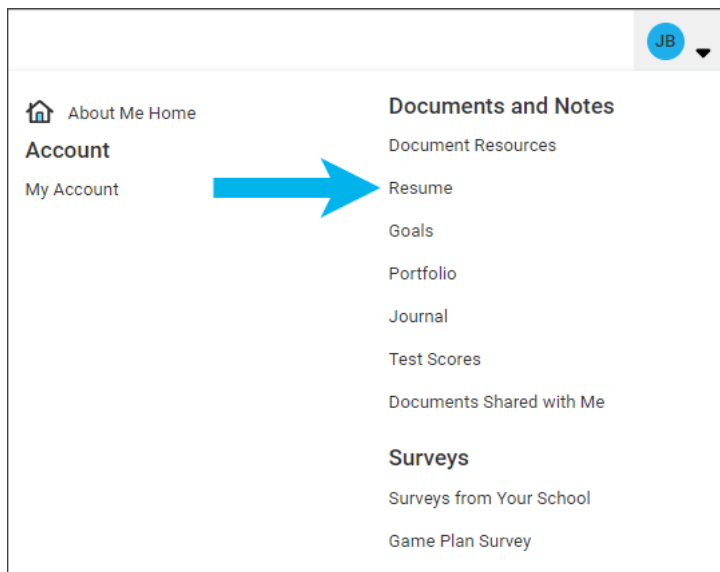 JB
About Me Home
Account
My Account
Documents and Notes
Document Resources
Resume
Goals
Portfolio
Journal
Test Scores
Documents Shared with Me
Surveys
Surveys from Your School
Game Plan Survey